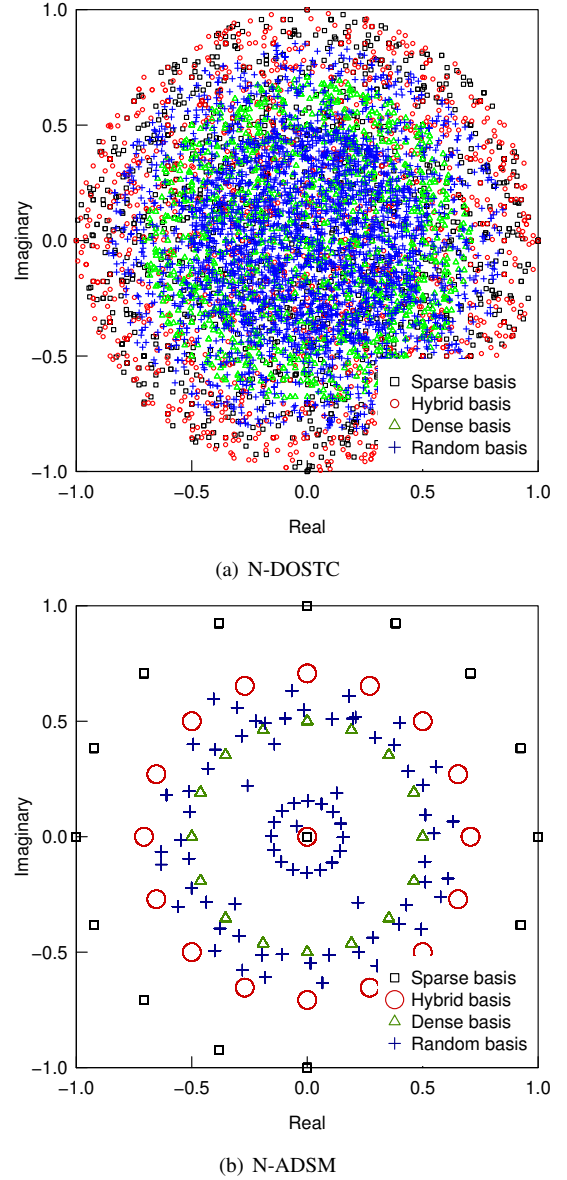 1.0
0.5
0.0
−0.5
−1.0
Imaginary
−1.0 −0.5 0.0 0.5 1.0
Real
Sparse basis
Hybrid basis
Dense basis
Random basis
(a) N-DOSTC
1.0
0.5
0.0
−0.5
−1.0
Imaginary
−1.0 −0.5 0.0 0.5 1.0
Real
Sparse basis
Hybrid basis
Dense basis
Random basis
(b) N-ADSM